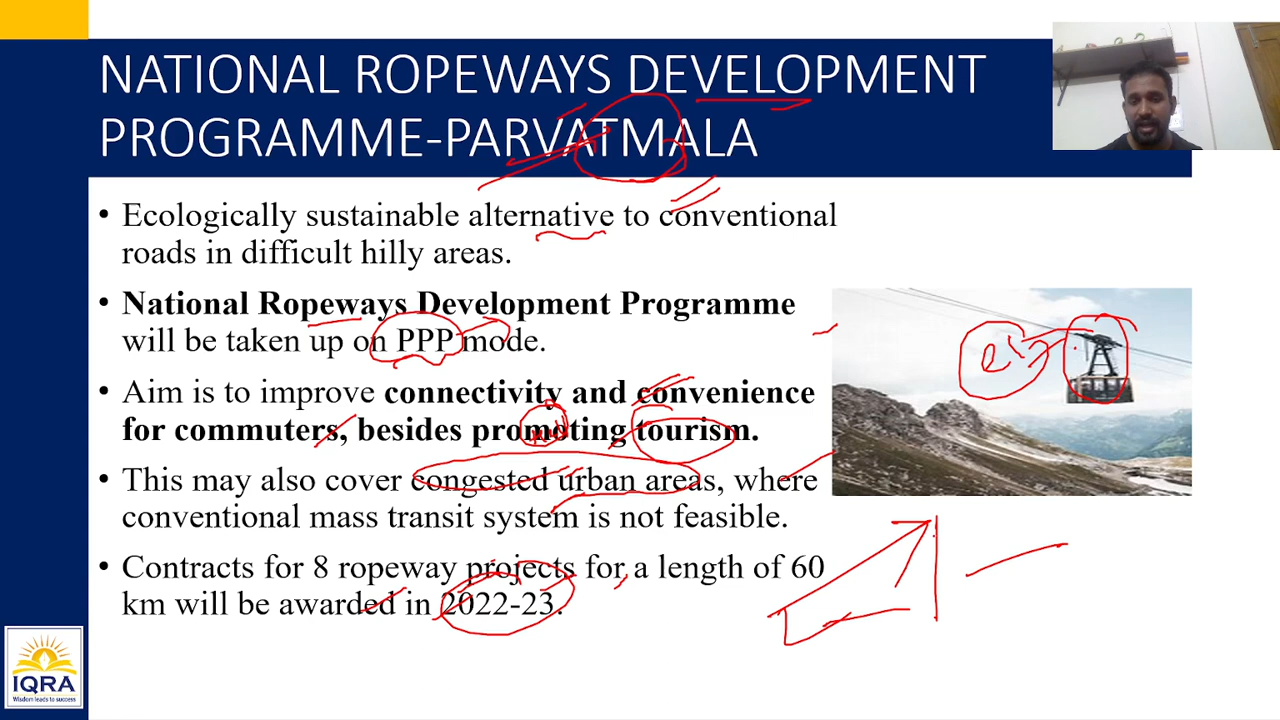 NATIONAL ROPEWAYS DEVELOPMENT
PROGRAMME-PARVATMALA
• Ecologically sustainable alternative to conventional
roads in difficult hilly areas.
• National Ropeways Development Programme
will be taken up on PPP mode.
• Aim is to improve connectivity and convenience
for commuters, besides promoting tourism.
• This may also cover congested urban areas, where
conventional mass transit system is not feasible.
• Contracts for 8 ropeway projects for a length of 60
km will be awarded in 2022-23.
IQRA
Wisdom leads to success